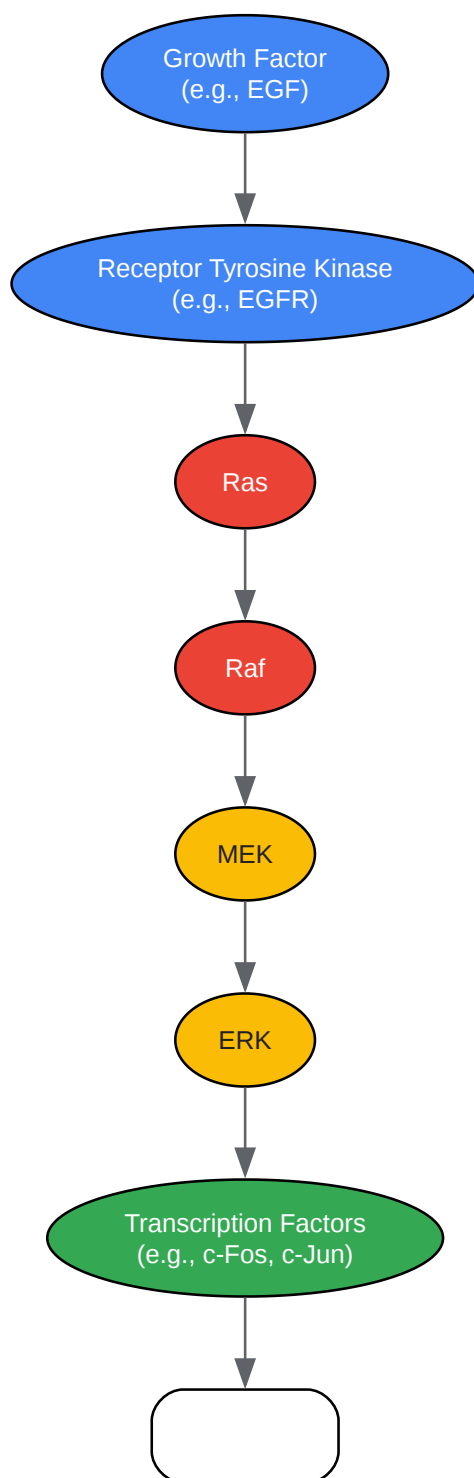 Growth Factor
(e.g., EGF)
Receptor Tyrosine Kinase
(e.g., EGFR)
Ras
Raf
MEK
ERK
Transcription Factors
(e.g., c-Fos, c-Jun)